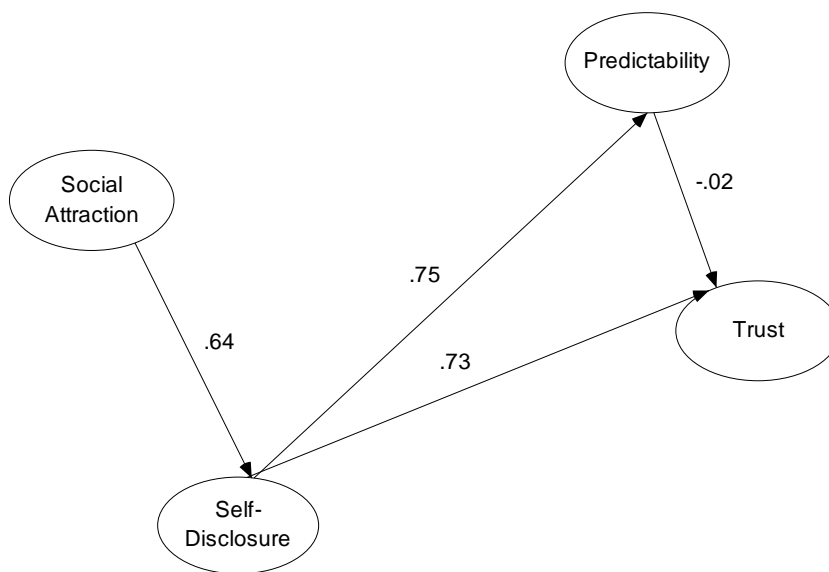 Predictability
Social
Attraction
-.02
.75
Trust
.64
.73
Self-
Disclosure